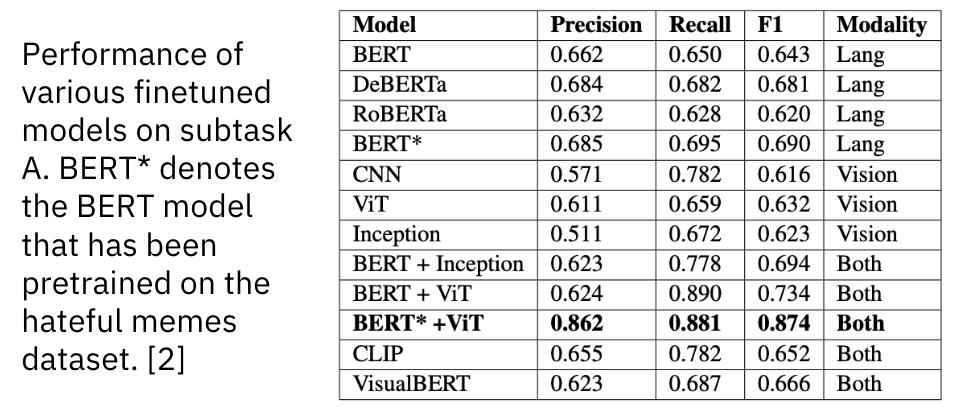 Performance of
various finetuned
models on subtask
A. BERT* denotes
the BERT model
that has been
pretrained on the
hateful memes
dataset. [2]
Model Precision Recall F1 Modality
BERT 0.662 0.650 0.643 Lang
DeBERTa 0.684 0.682 0.681 Lang
RoBERTa 0.632 0.628 0.620 Lang
BERT* 0.685 0.695 0.690 Lang
CNN 0.571 0.782 0.616 Vision
ViT 0.611 0.659 0.632 Vision
Inception 0.511 0.672 0.623 Vision
BERT + Inception 0.623 0.778 0.694 Both
BERT + ViT 0.624 0.890 0.734 Both
BERT* +ViT 0.862 0.881 0.874 Both
CLIP 0.655 0.782 0.652 Both
VisualBERT 0.623 0.687 0.666 Both